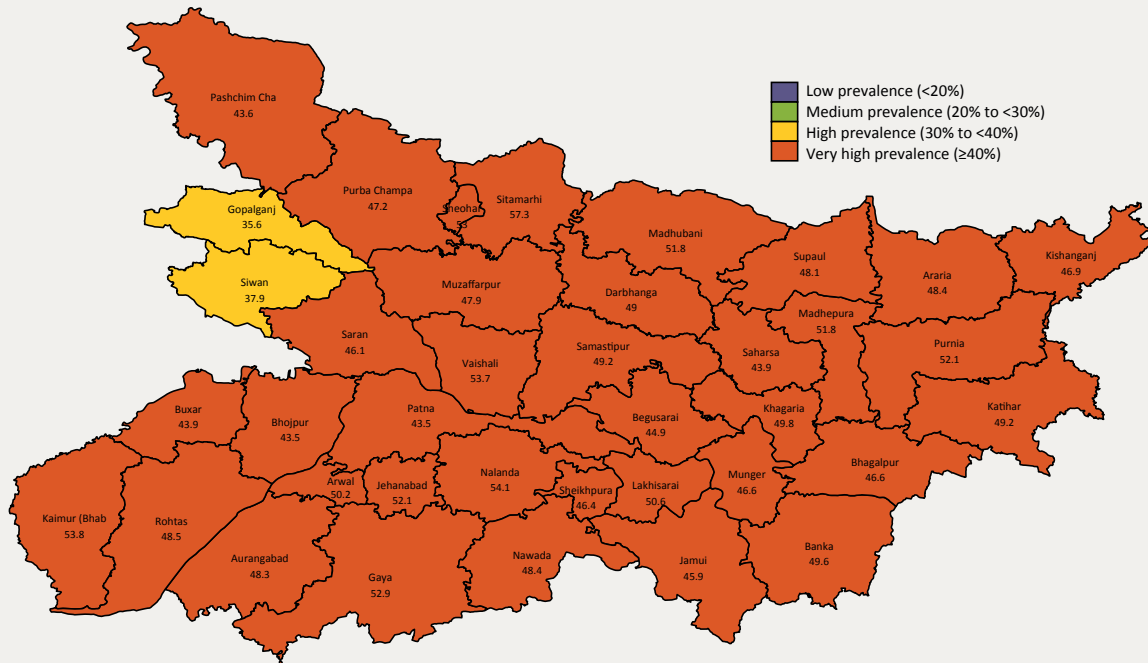 Low prevalence (<20%)
Medium prevalence (20% to <30%)
High prevalence (30% to <40%)
Very high prevalence (≥40%)
Pashchim Cha
43.6
Purba Champa
47.2
Sheohar
53
Sitamarhi
57.3
Gopalganj
35.6
Siwan
37.9
Madhubani
51.8
Supaul
48.1
Araria
48.4
Kishanganj
46.9
Muzaffarpur
47.9
Darbhanga
49
Madhepura
51.8
Saran
46.1
Vaishali
53.7
Samastipur
49.2
Saharsa
43.9
Purnia
52.1
Buxar
43.9
Bhojpur
43.5
Patna
43.5
Begusarai
44.9
Khagaria
49.8
Katihar
49.2
Kaimur (Bhab
53.8
Rohtas
48.5
Arwal
50.2
Jehanabad
52.1
Nalanda
54.1
Sheikhpura
46.4
Lakhisarai
50.6
Munger
46.6
Bhagalpur
46.6
Aurangabad
48.3
Gaya
52.9
Nawada
48.4
Jamui
45.9
Banka
49.6